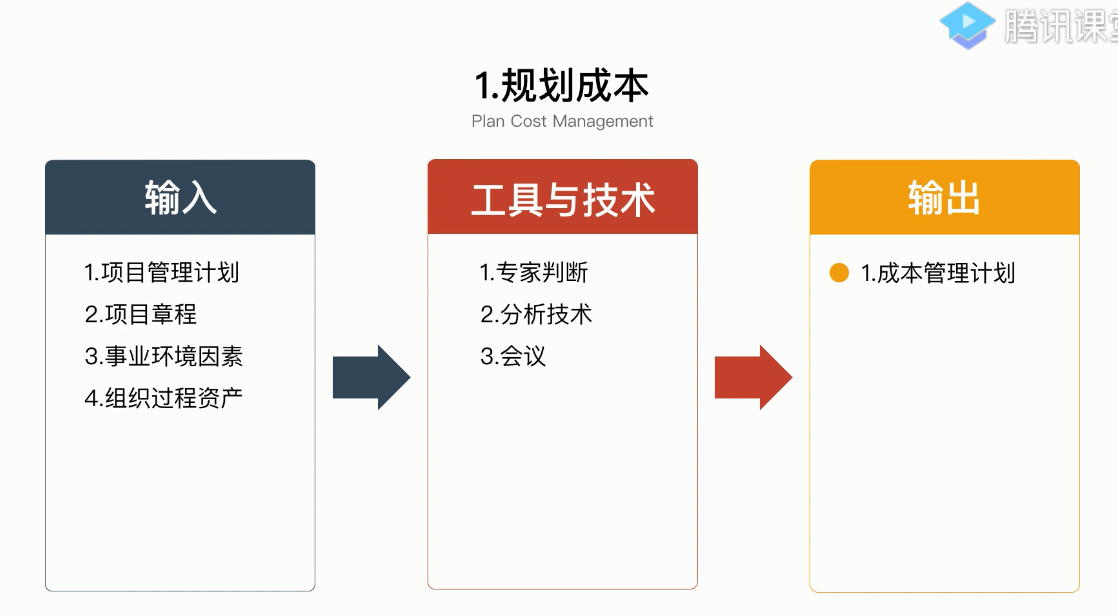 腾讯课堂
1.规划成本
Plan Cost Management
输入
1.项目管理计划
2.项目章程
3.事业环境因素
4.组织过程资产
工具与技术
1.专家判断
2.分析技术
3.会议
输出
1.成本管理计划